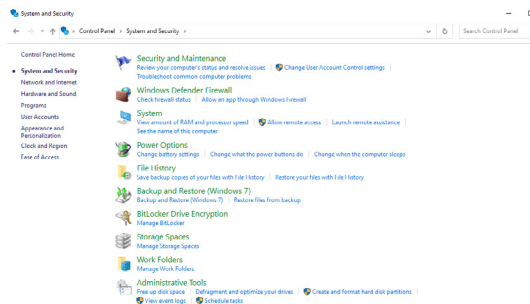 System and Security
Control Panel > System and Security >
Search Control Panel
Control Panel Home
System and Security
Network and Internet
Hardware and Sound
Programs
User Accounts
Appearance and
Personalization
Clock and Region
Ease of Access
Security and Maintenance
Review your computer's status and resolve issues | Change User Account Control settings |
Troubleshoot common computer problems
Windows Defender Firewall
Check firewall status | Allow an app through Windows Firewall
System
View amount of RAM and processor speed | Allow remote access | Launch remote assistance |
See the name of this computer
Power Options
Change battery settings | Change what the power buttons do | Change when the computer sleeps
File History
Save backup copies of your files with File History | Restore your files with File History
Backup and Restore (Windows 7)
Backup and Restore (Windows 7) | Restore files from backup
BitLocker Drive Encryption
Manage BitLocker
Storage Spaces
Manage Storage Spaces
Work Folders
Manage Work Folders
Administrative Tools
Free up disk space | Defragment and optimize your drives | Create and format hard disk partitions |
View event logs | Schedule tasks